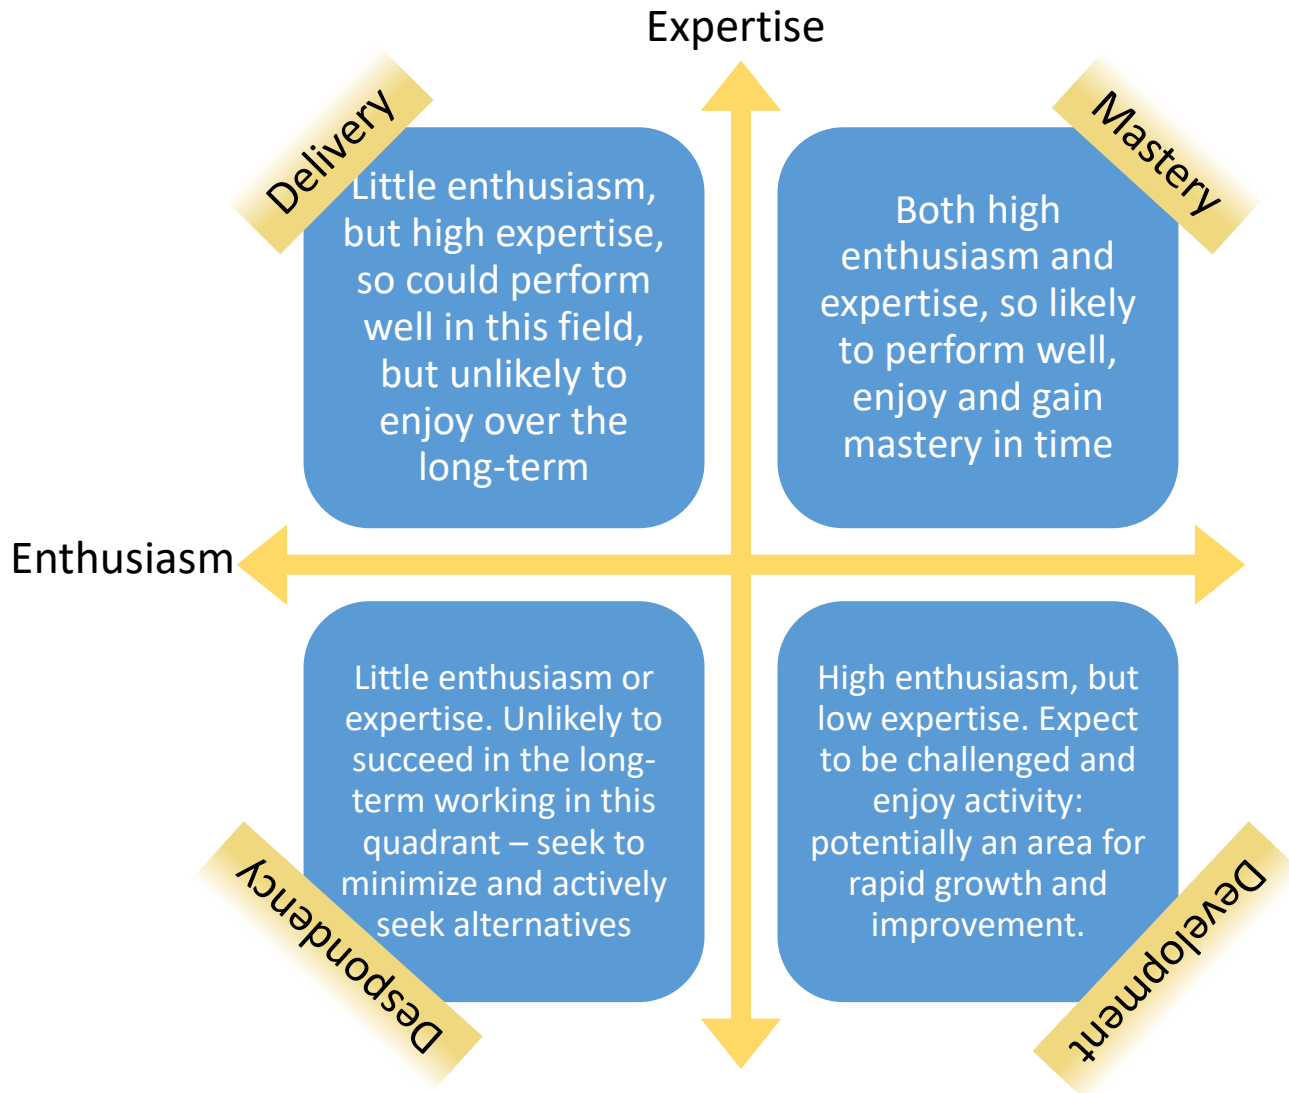 Expertise
Delivery
Little enthusiasm,
but high expertise,
so could perform
well in this field,
but unlikely to
enjoy over the
long-term
Mastery
Both high
enthusiasm and
expertise, so likely
to perform well,
enjoy and gain
mastery in time
Enthusiasm
Little enthusiasm or
expertise. Unlikely to
succeed in the long-
term working in this
quadrant – seek to
minimize and actively
seek alternatives
Despondency
High enthusiasm, but
low expertise. Expect
to be challenged and
enjoy activity:
potentially an area for
rapid growth and
improvement.
Development